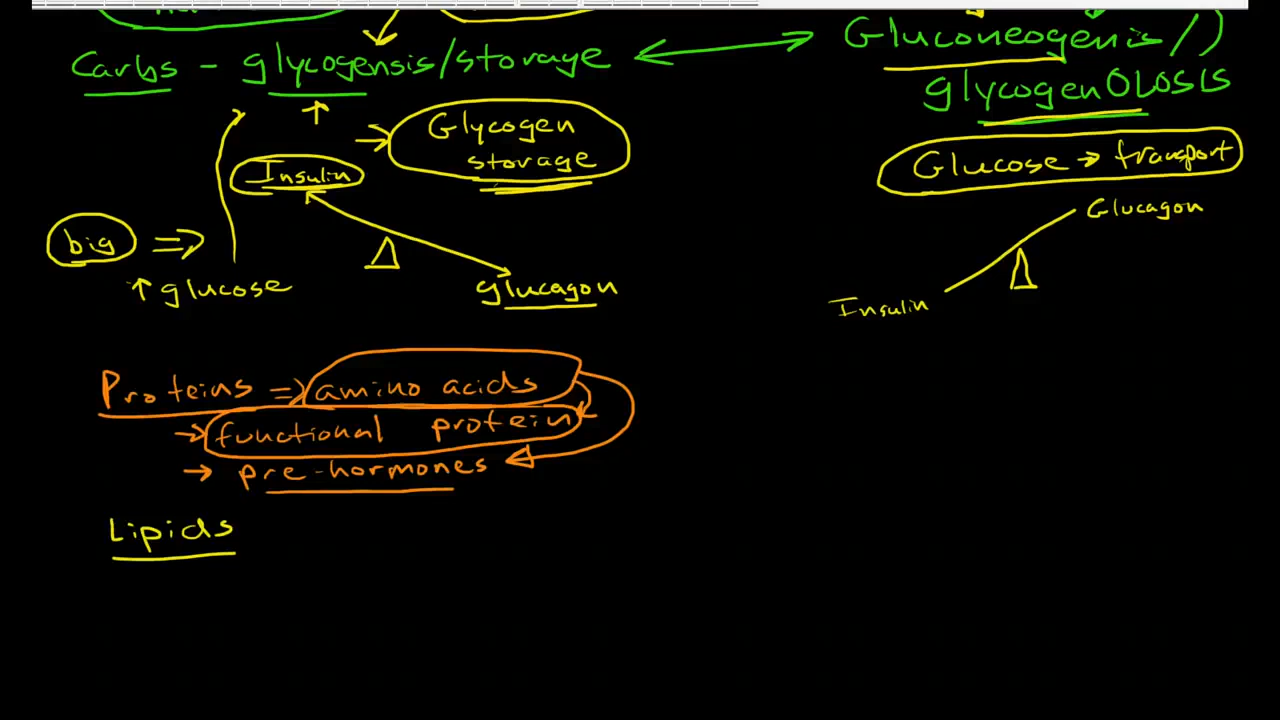 Carbs - glycogensis/storage
Gluconeogenis/)
glycogenOLOSIS
Glycogen
storage
Insulin
Glucose → transport
Glucagon
big ⇒
↑ glucose
glucagon
Insulin
Proteins ⇒ amino acids
→ functional protein
→ pre-hormones
Lipids